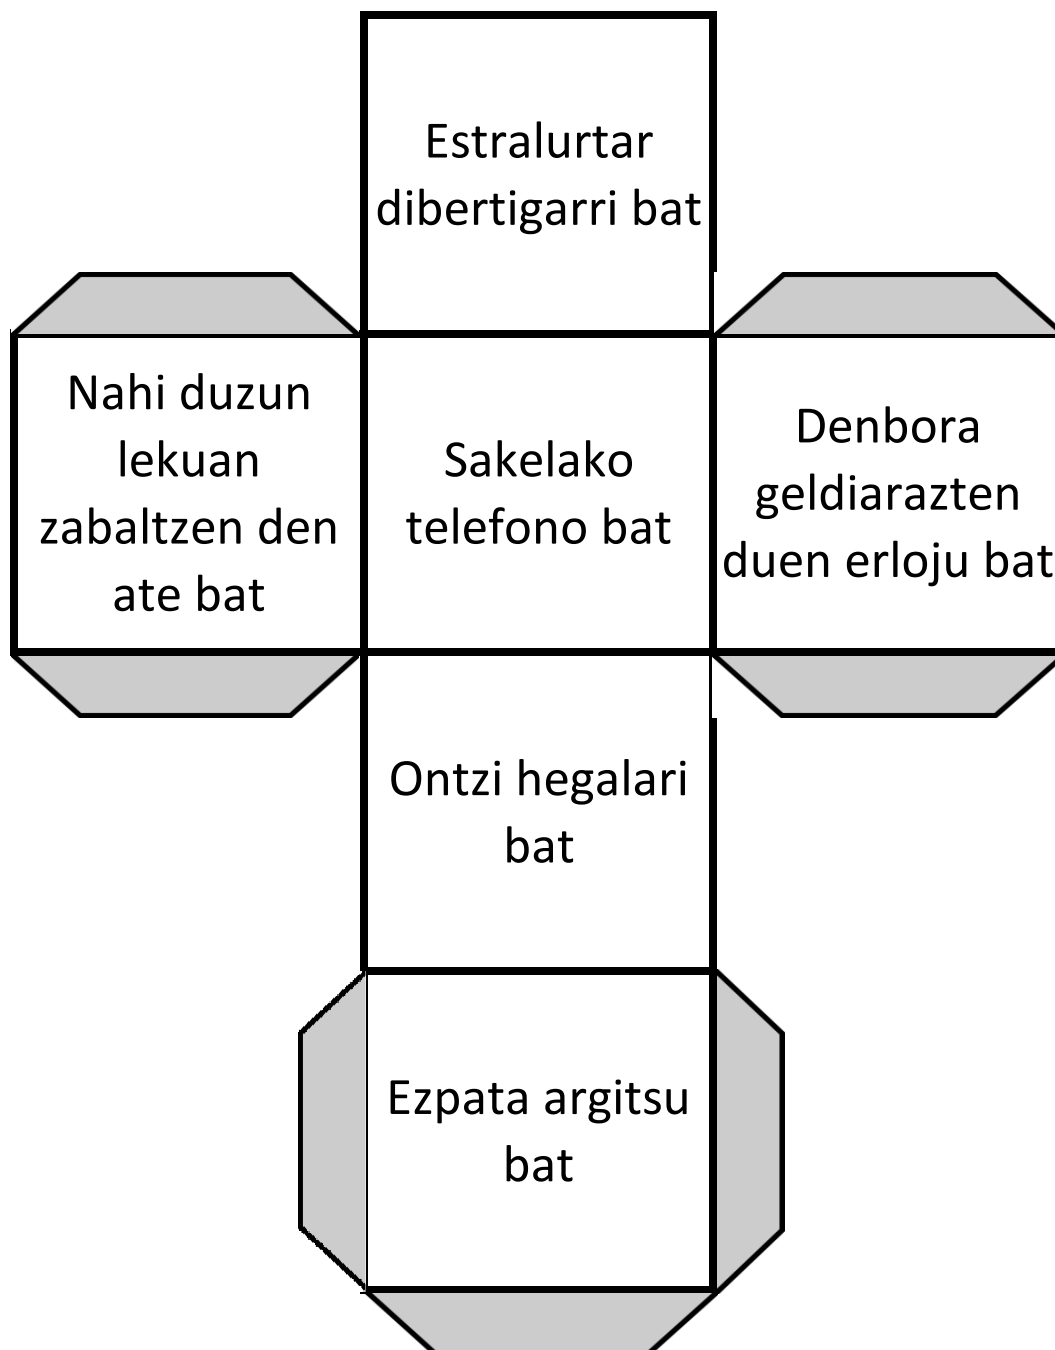 Estralurtar
dibertigarri bat
Nahi duzun
lekuan
zabaltzen den
ate bat
Sakelako
telefono bat
Denbora
geldiarazten
duen erloju bat
Ontzi hegalari
bat
Ezpata argitsu
bat